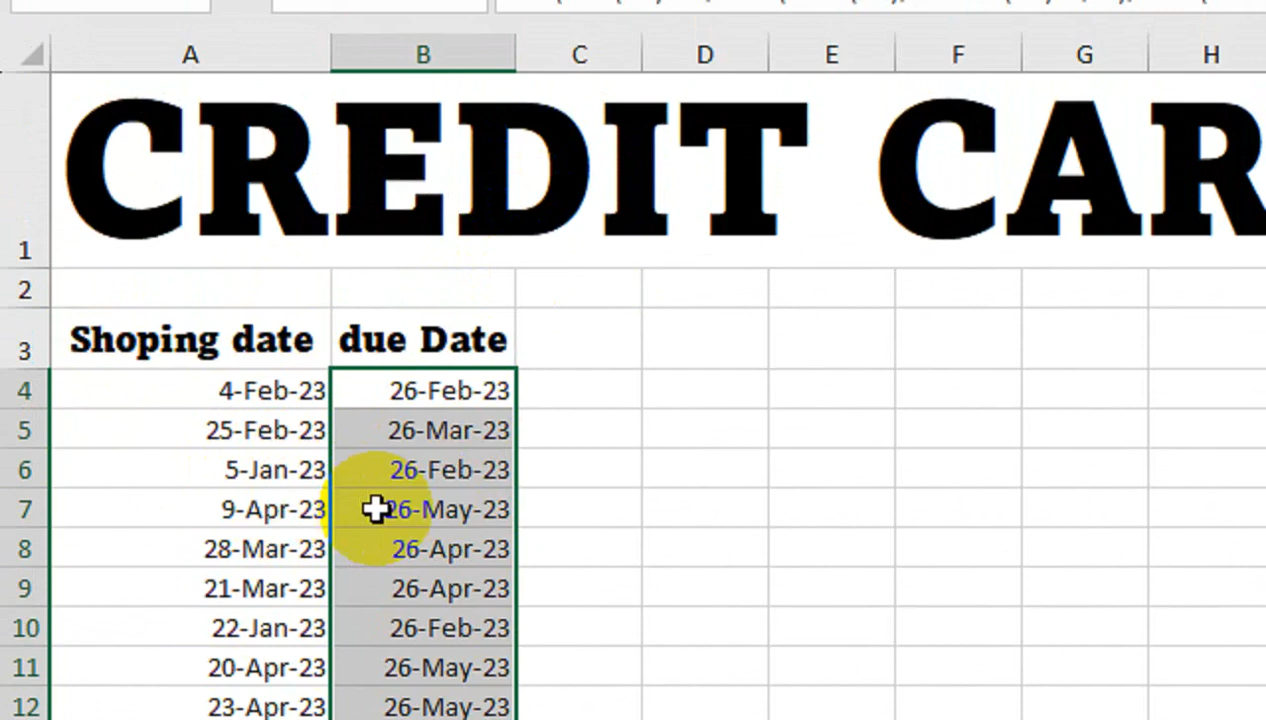 A B C D E F G H
1 CREDIT CAR
2
3 Shoping date due Date
4 4-Feb-23 26-Feb-23
5 25-Feb-23 26-Mar-23
6 5-Jan-23 26-Feb-23
7 9-Apr-23 26-May-23
8 28-Mar-23 26-Apr-23
9 21-Mar-23 26-Apr-23
10 22-Jan-23 26-Feb-23
11 20-Apr-23 26-May-23
12 23-Apr-23 26-May-23